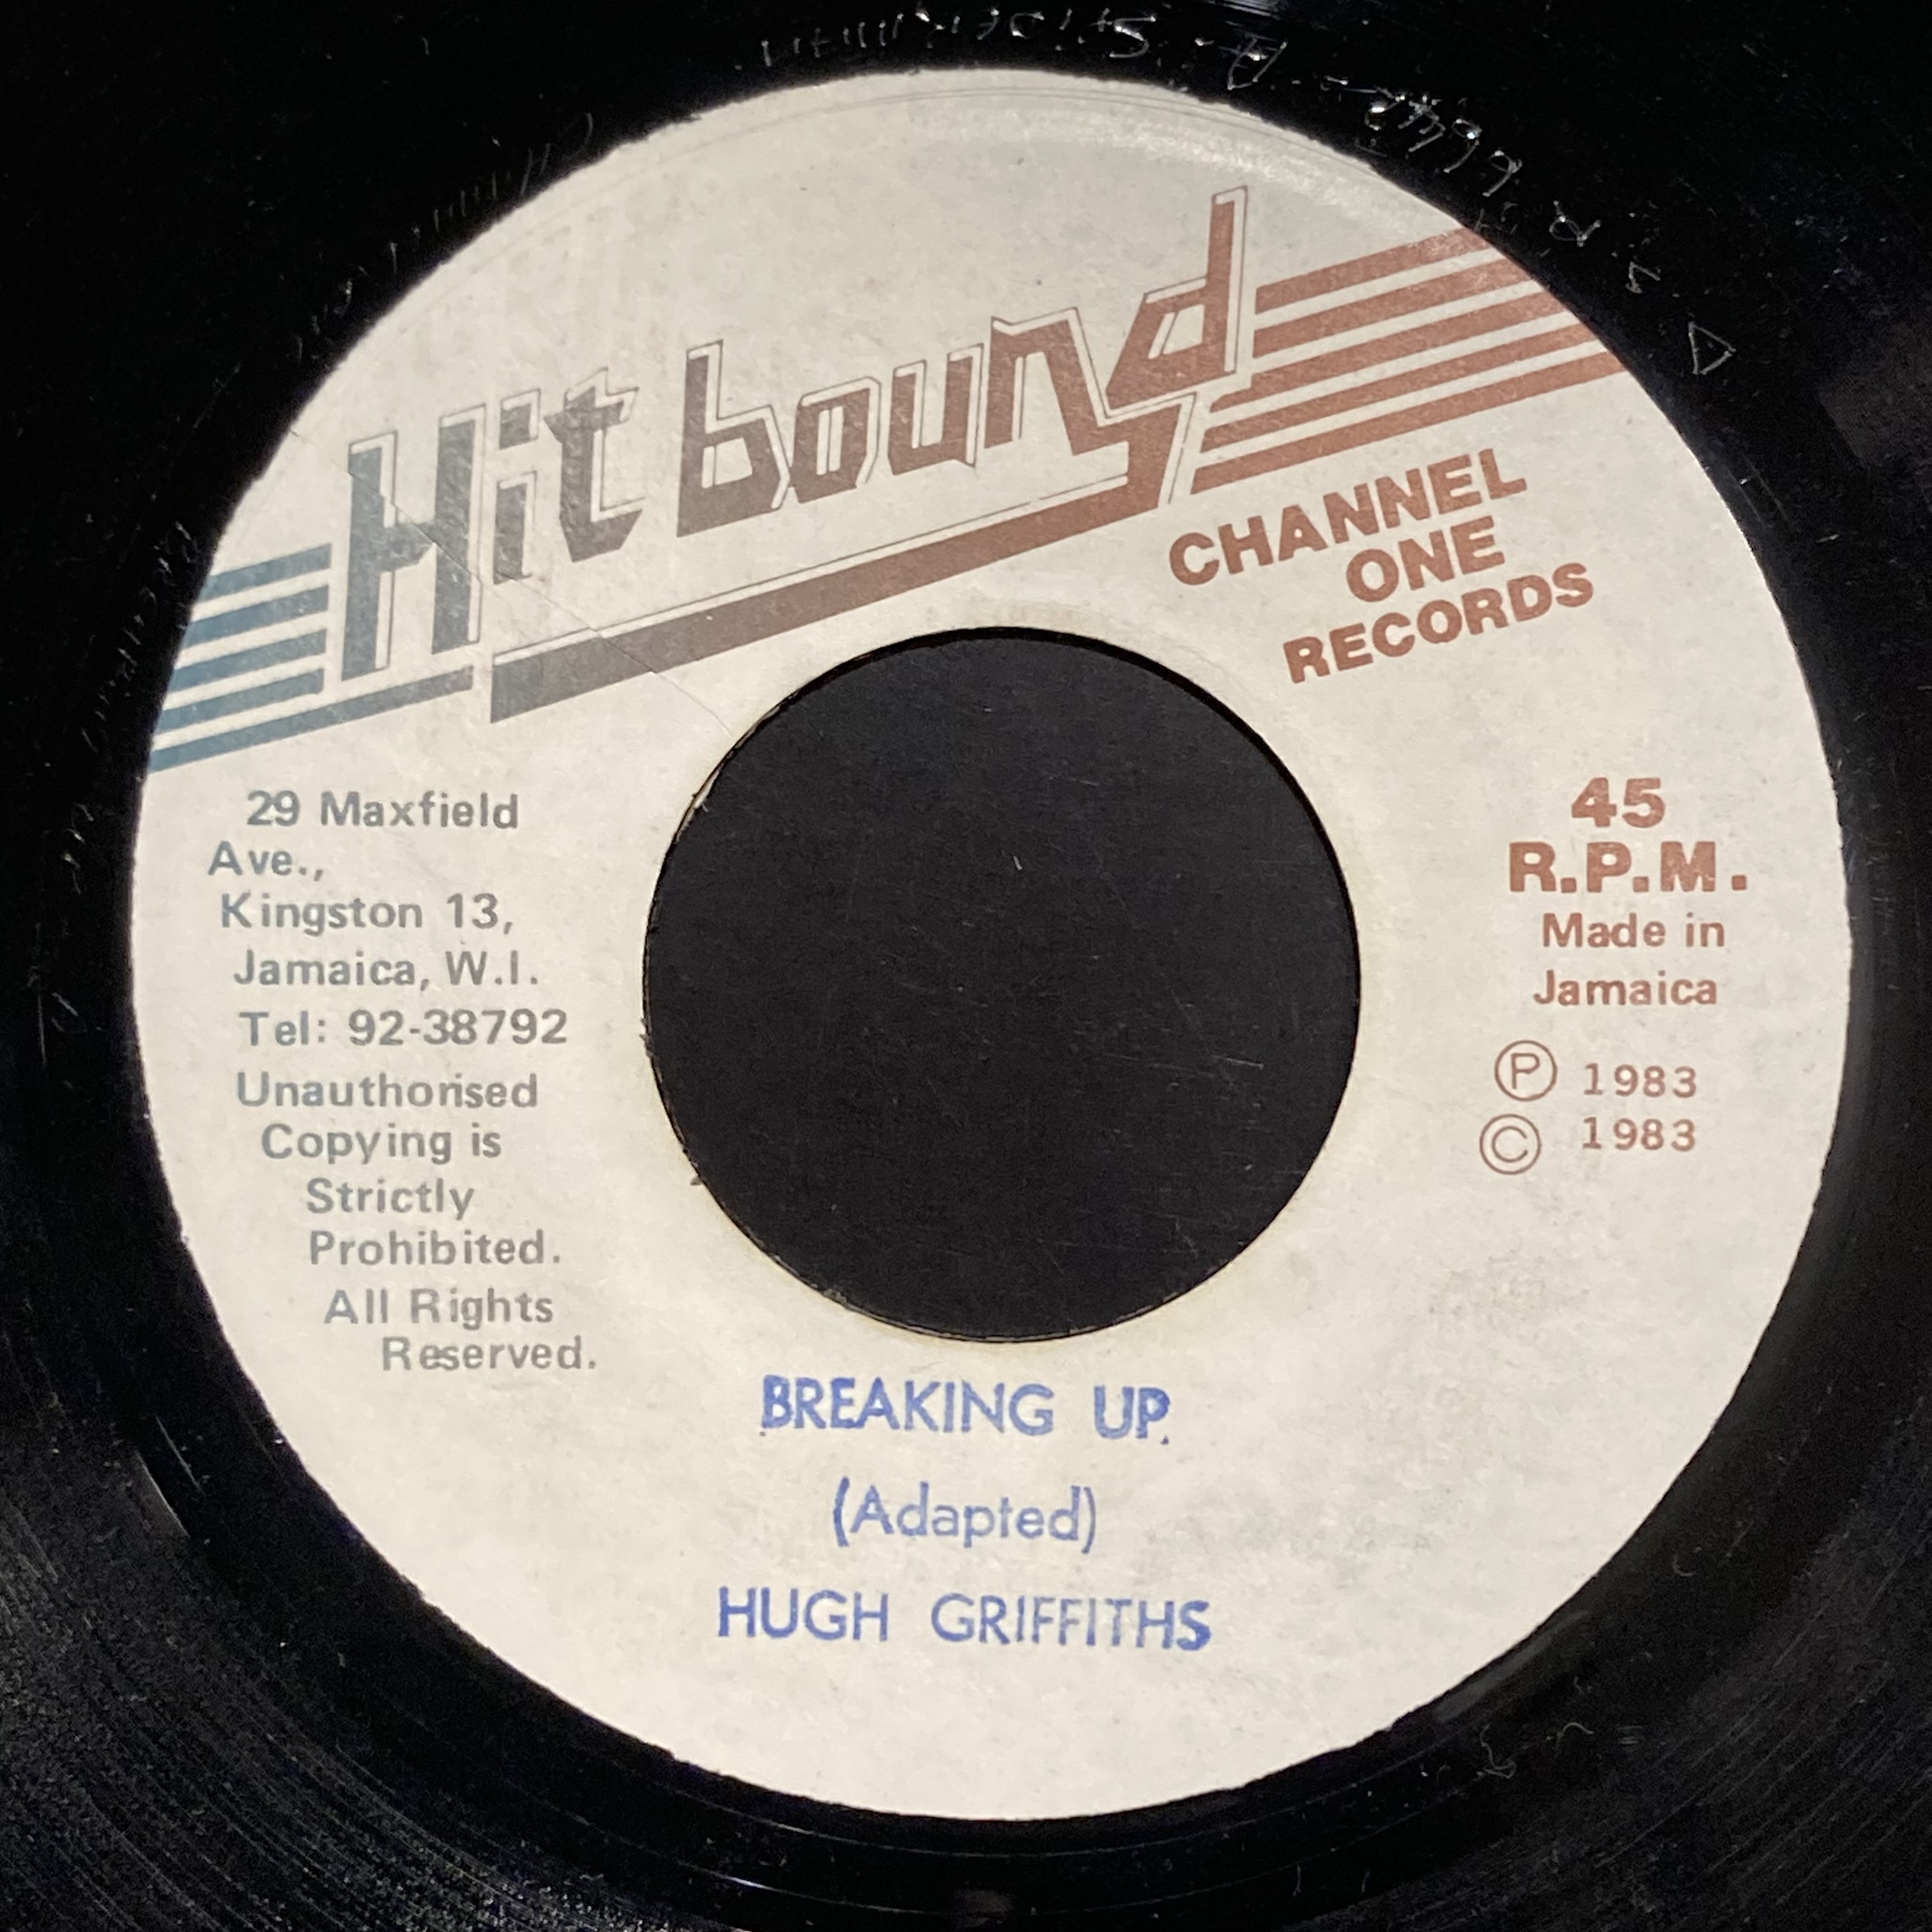 Hit bound
CHANNEL
ONE
RECORDS
29 Maxfield
Ave.,
Kingston 13,
Jamaica, W.I.
Tel: 92-38792
Unauthorised
Copying is
Strictly
Prohibited.
All Rights
Reserved.
45
R.P.M.
Made in
Jamaica
Ⓟ 1983
© 1983
BREAKING UP
(Adapted)
HUGH GRIFFITHS